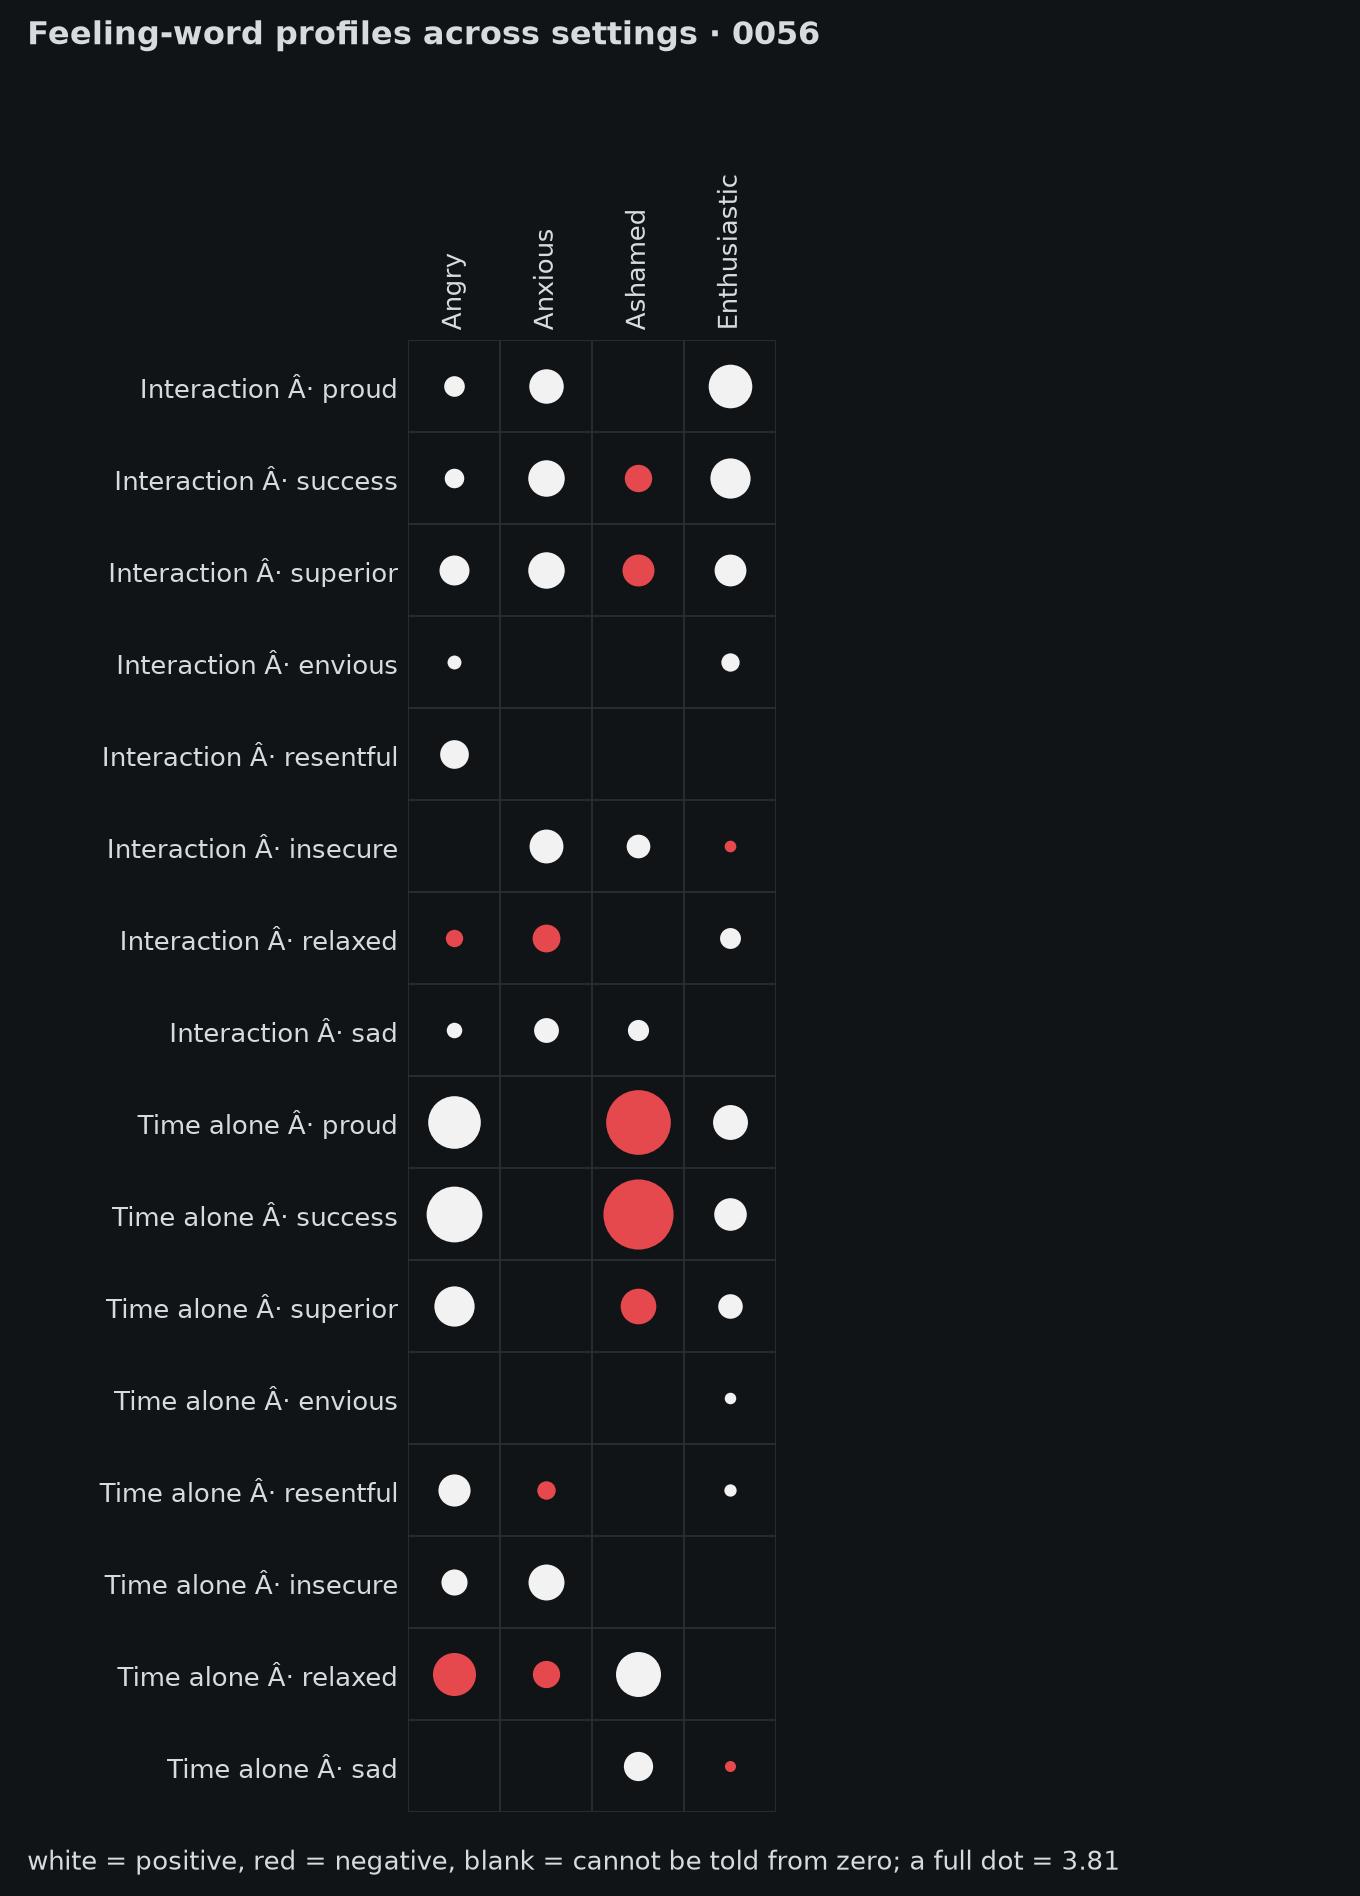 Feeling-word profiles across settings · 0056
Angry
Anxious
Ashamed
Enthusiastic
Interaction Â· proud
Interaction Â· success
Interaction Â· superior
Interaction Â· envious
Interaction Â· resentful
Interaction Â· insecure
Interaction Â· relaxed
Interaction Â· sad
Time alone Â· proud
Time alone Â· success
Time alone Â· superior
Time alone Â· envious
Time alone Â· resentful
Time alone Â· insecure
Time alone Â· relaxed
Time alone Â· sad
white = positive, red = negative, blank = cannot be told from zero; a full dot = 3.81